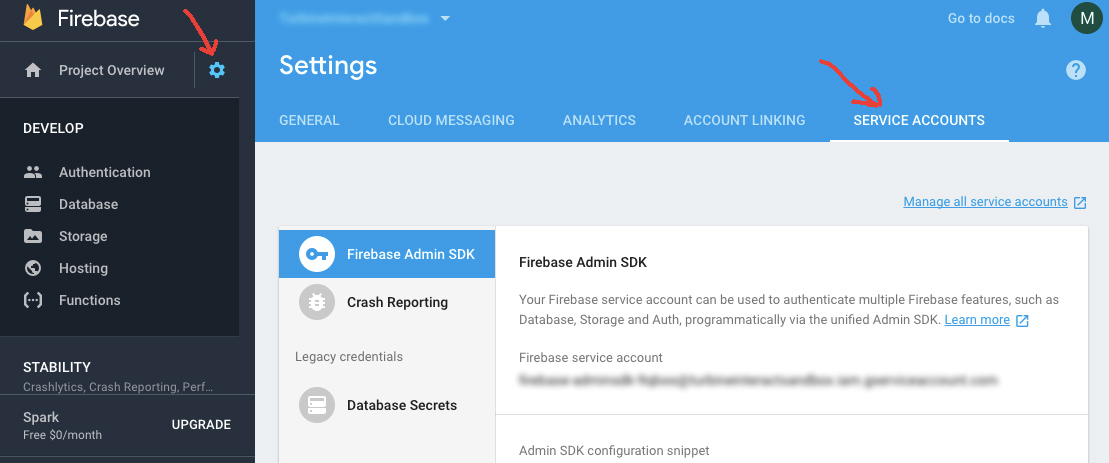 Firebase
Go to docs
M
Project Overview
Settings
?
GENERAL
CLOUD MESSAGING
ANALYTICS
ACCOUNT LINKING
SERVICE ACCOUNTS
DEVELOP
Authentication
Database
Storage
Hosting
Functions
STABILITY
Crashlytics, Crash Reporting, Perf...
Spark
Free $0/month
UPGRADE
Manage all service accounts
Firebase Admin SDK
Crash Reporting
Legacy credentials
Database Secrets
Firebase Admin SDK
Your Firebase service account can be used to authenticate multiple Firebase features, such as
Database, Storage and Auth, programmatically via the unified Admin SDK. Learn more
Firebase service account
Admin SDK configuration snippet